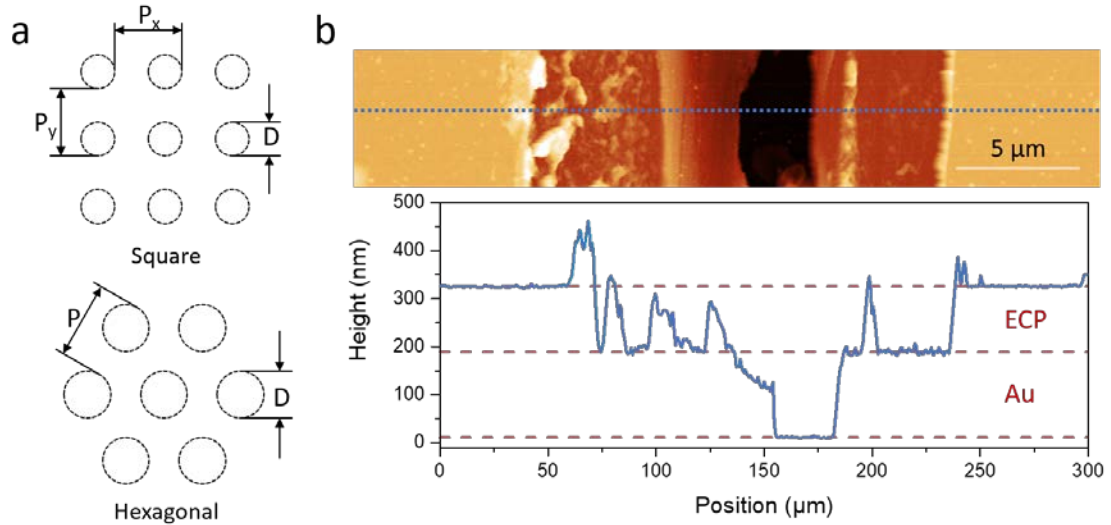 a
Px
Py
D
Square
P
D
Hexagonal
b
5 µm
Height (nm)
500
400
300
200
100
0
ECP
Au
0 50 100 150 200 250 300
Position (µm)